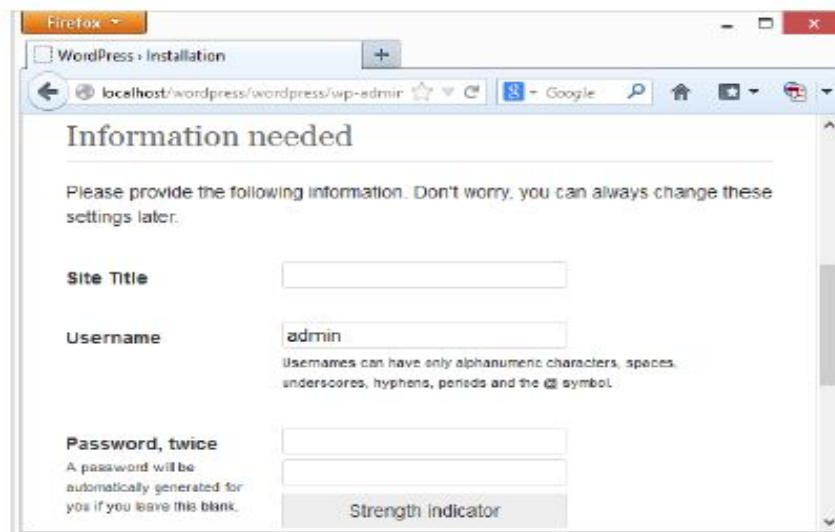 Firefox
WordPress › Installation
localhost/wordpress/wordpress/wp-admin
Google
Information needed
Please provide the following information. Don't worry, you can always change these
settings later.
Site Title
Username
admin
Usernames can have only alphanumeric characters, spaces,
underscores, hyphens, periods and the @ symbol.
Password, twice
A password will be
automatically generated for
you if you leave this blank.
Strength indicator